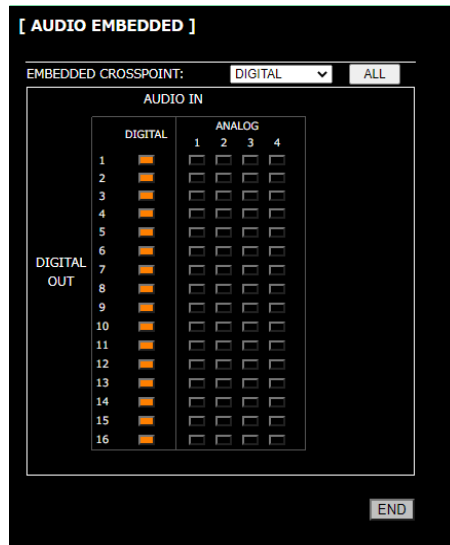 [ AUDIO EMBEDDED ]
EMBEDDED CROSSPOINT: DIGITAL ALL
AUDIO IN
DIGITAL ANALOG
1 2 3 4
1
2
3
4
5
6
DIGITAL OUT
7
8
9
10
11
12
13
14
15
16
END